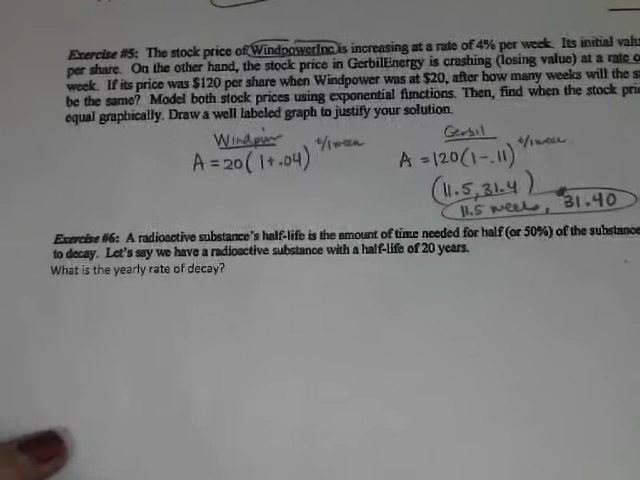 Exercise #5: The stock price of WindpowerInc is increasing at a rate of 4% per week. Its initial valu
per share. On the other hand, the stock price in GerbilEnergy is crashing (losing value) at a rate o
week. If its price was $120 per share when Windpower was at $20, after how many weeks will the s
be the same? Model both stock prices using exponential functions. Then, find when the stock pri
equal graphically. Draw a well labeled graph to justify your solution.
Windpower Gerbil
A = 20(1+.04)^t/1week A = 120(1-.11)^t/1week
(11.5, 31.4)
11.5 weeks, $31.40
Exercise #6: A radioactive substance's half-life is the amount of time needed for half (or 50%) of the substance
to decay. Let's say we have a radioactive substance with a half-life of 20 years.
What is the yearly rate of decay?